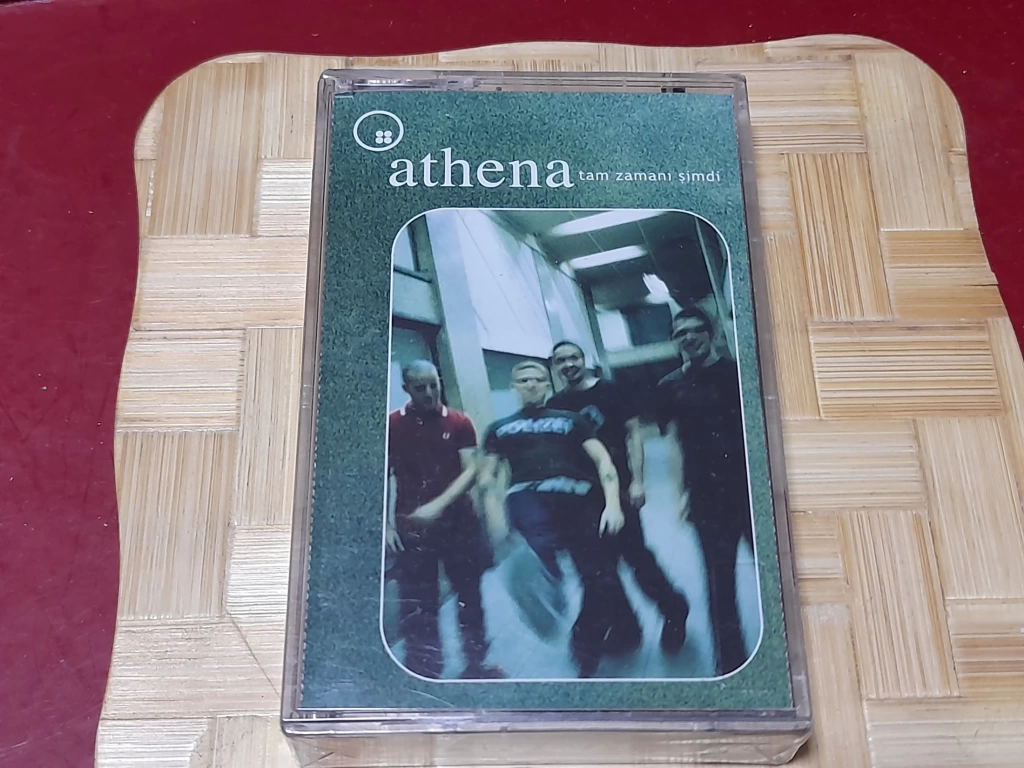 athena
tam zamanı şimdi